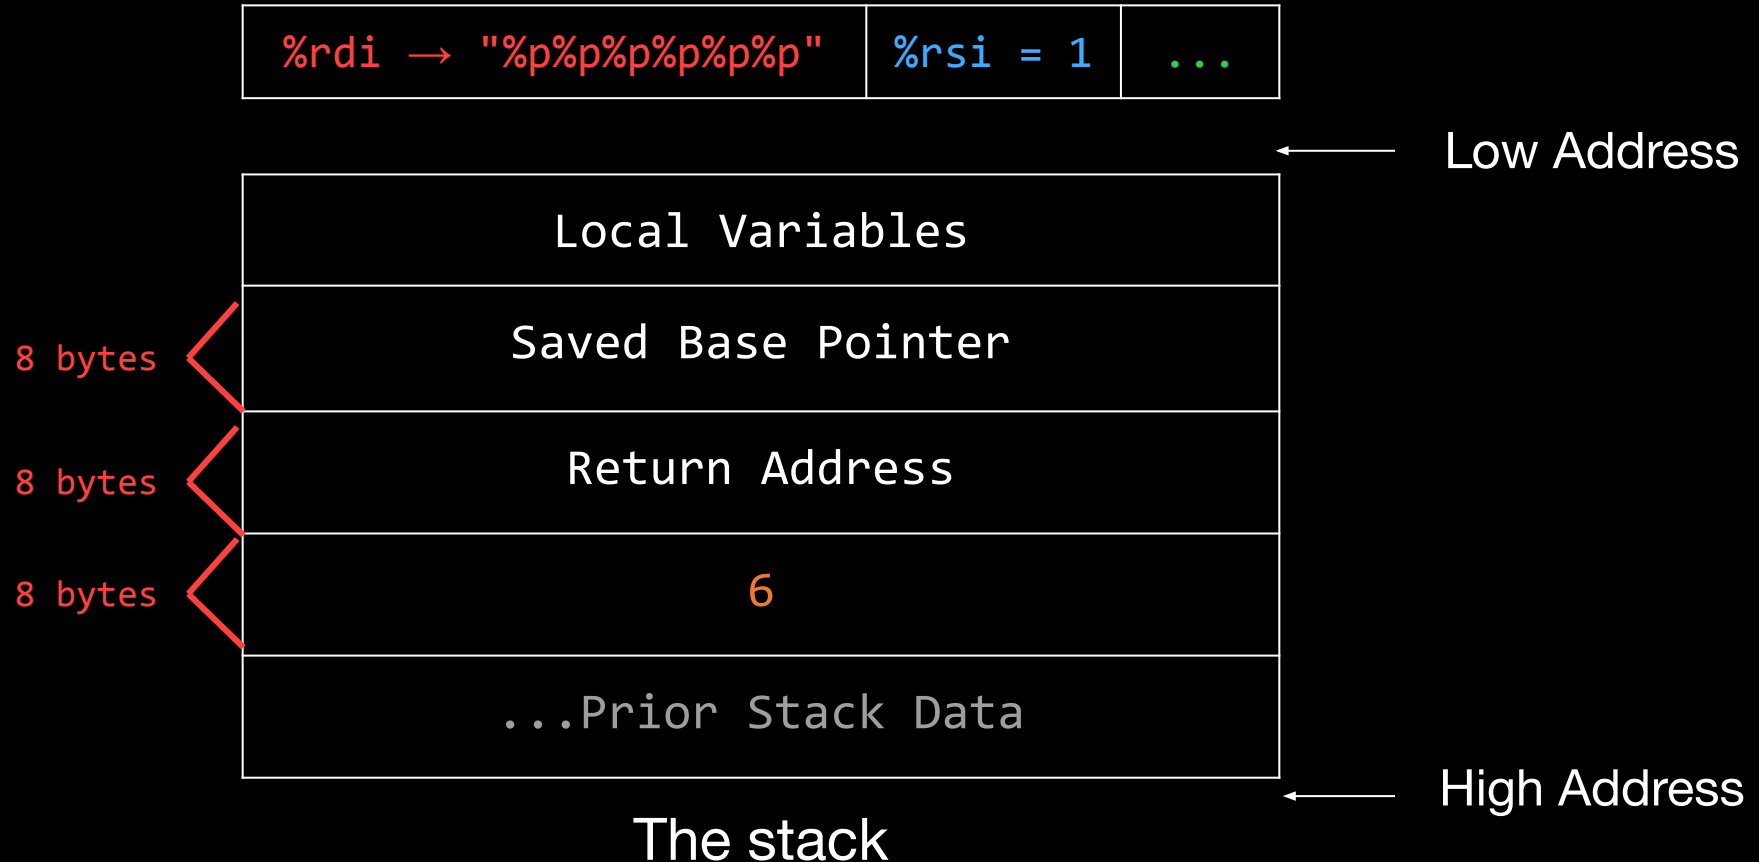 %rdi → "%p%p%p%p%p%p" %rsi = 1 ...
Low Address
Local Variables
8 bytes Saved Base Pointer
8 bytes Return Address
8 bytes 6
...Prior Stack Data
High Address
The stack